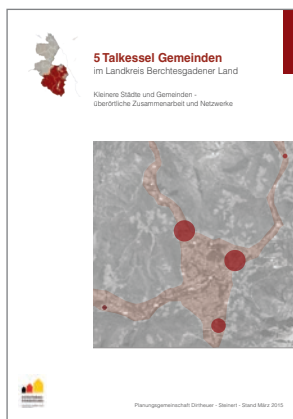 5 Talkessel Gemeinden
im Landkreis Berchtesgadener Land
Kleinere Städte und Gemeinden -
überörtliche Zusammenarbeit und Netzwerke
Planungsgemeinschaft Dirtheuer - Steinert - Stand März 2015